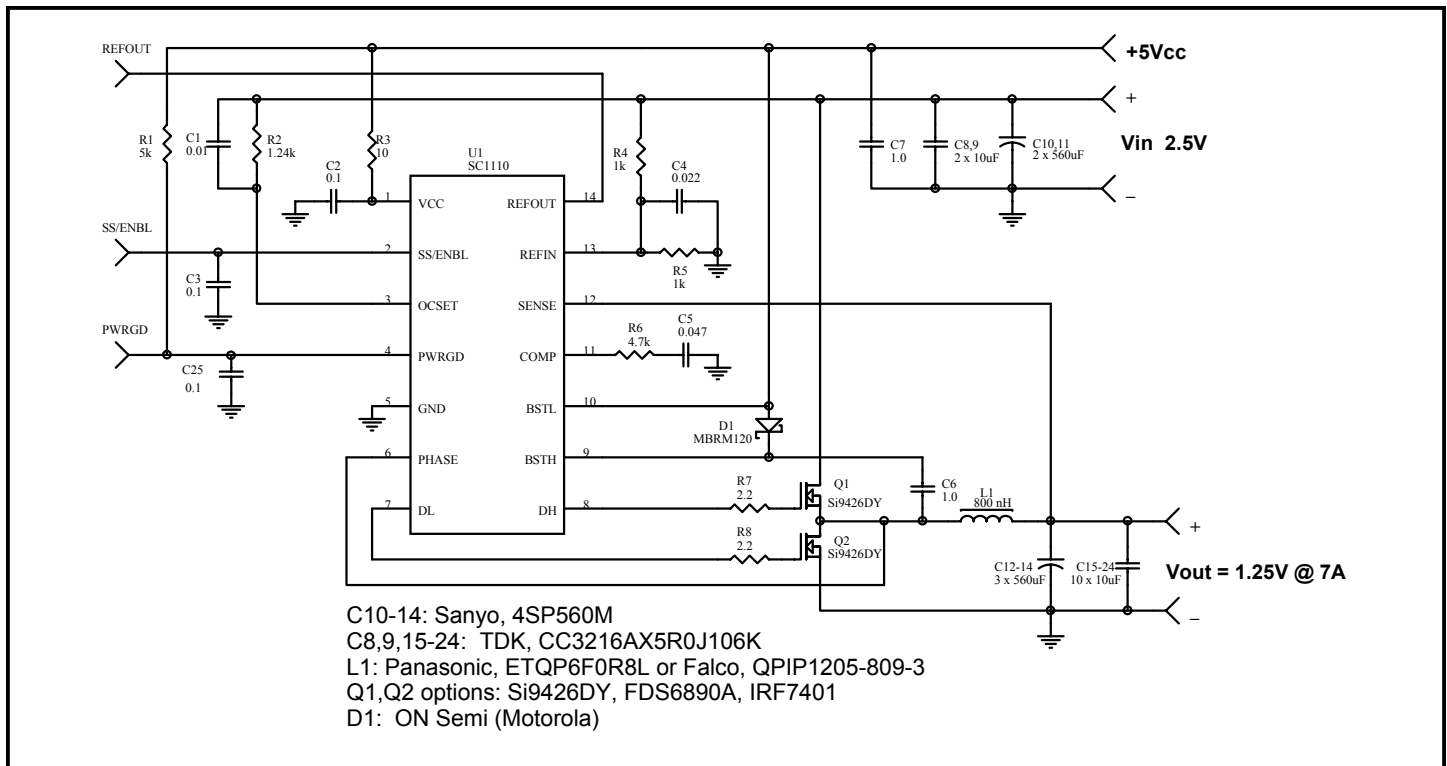 REFOUT
+5Vcc
+
Vin 2.5V
–
R1
5k
C1
0.01
R2
1.24k
R3
10
C2
0.1
U1
SC1110
R4
1k
C4
0.022
C7
1.0
C8,9
2 x 10uF
C10,11
2 x 560uF
1 VCC REFOUT 14
SS/ENBL
2 SS/ENBL REFIN 13
R5
1k
C3
0.1
3 OCSET SENSE 12
PWRGD
R6
4.7k
C5
0.047
4 PWRGD COMP 11
C25
0.1
5 GND BSTL 10
D1
MBRM120
6 PHASE BSTH 9
C6
1.0
L1
800 nH
7 DL DH 8
R7
2.2
Q1
Si9426DY
R8
2.2
Q2
Si9426DY
+
C12-14
3 x 560uF
C15-24
10 x 10uF
Vout = 1.25V @ 7A
–
C10-14: Sanyo, 4SP560M
C8,9,15-24: TDK, CC3216AX5R0J106K
L1: Panasonic, ETQP6F0R8L or Falco, QPIP1205-809-3
Q1,Q2 options: Si9426DY, FDS6890A, IRF7401
D1: ON Semi (Motorola)